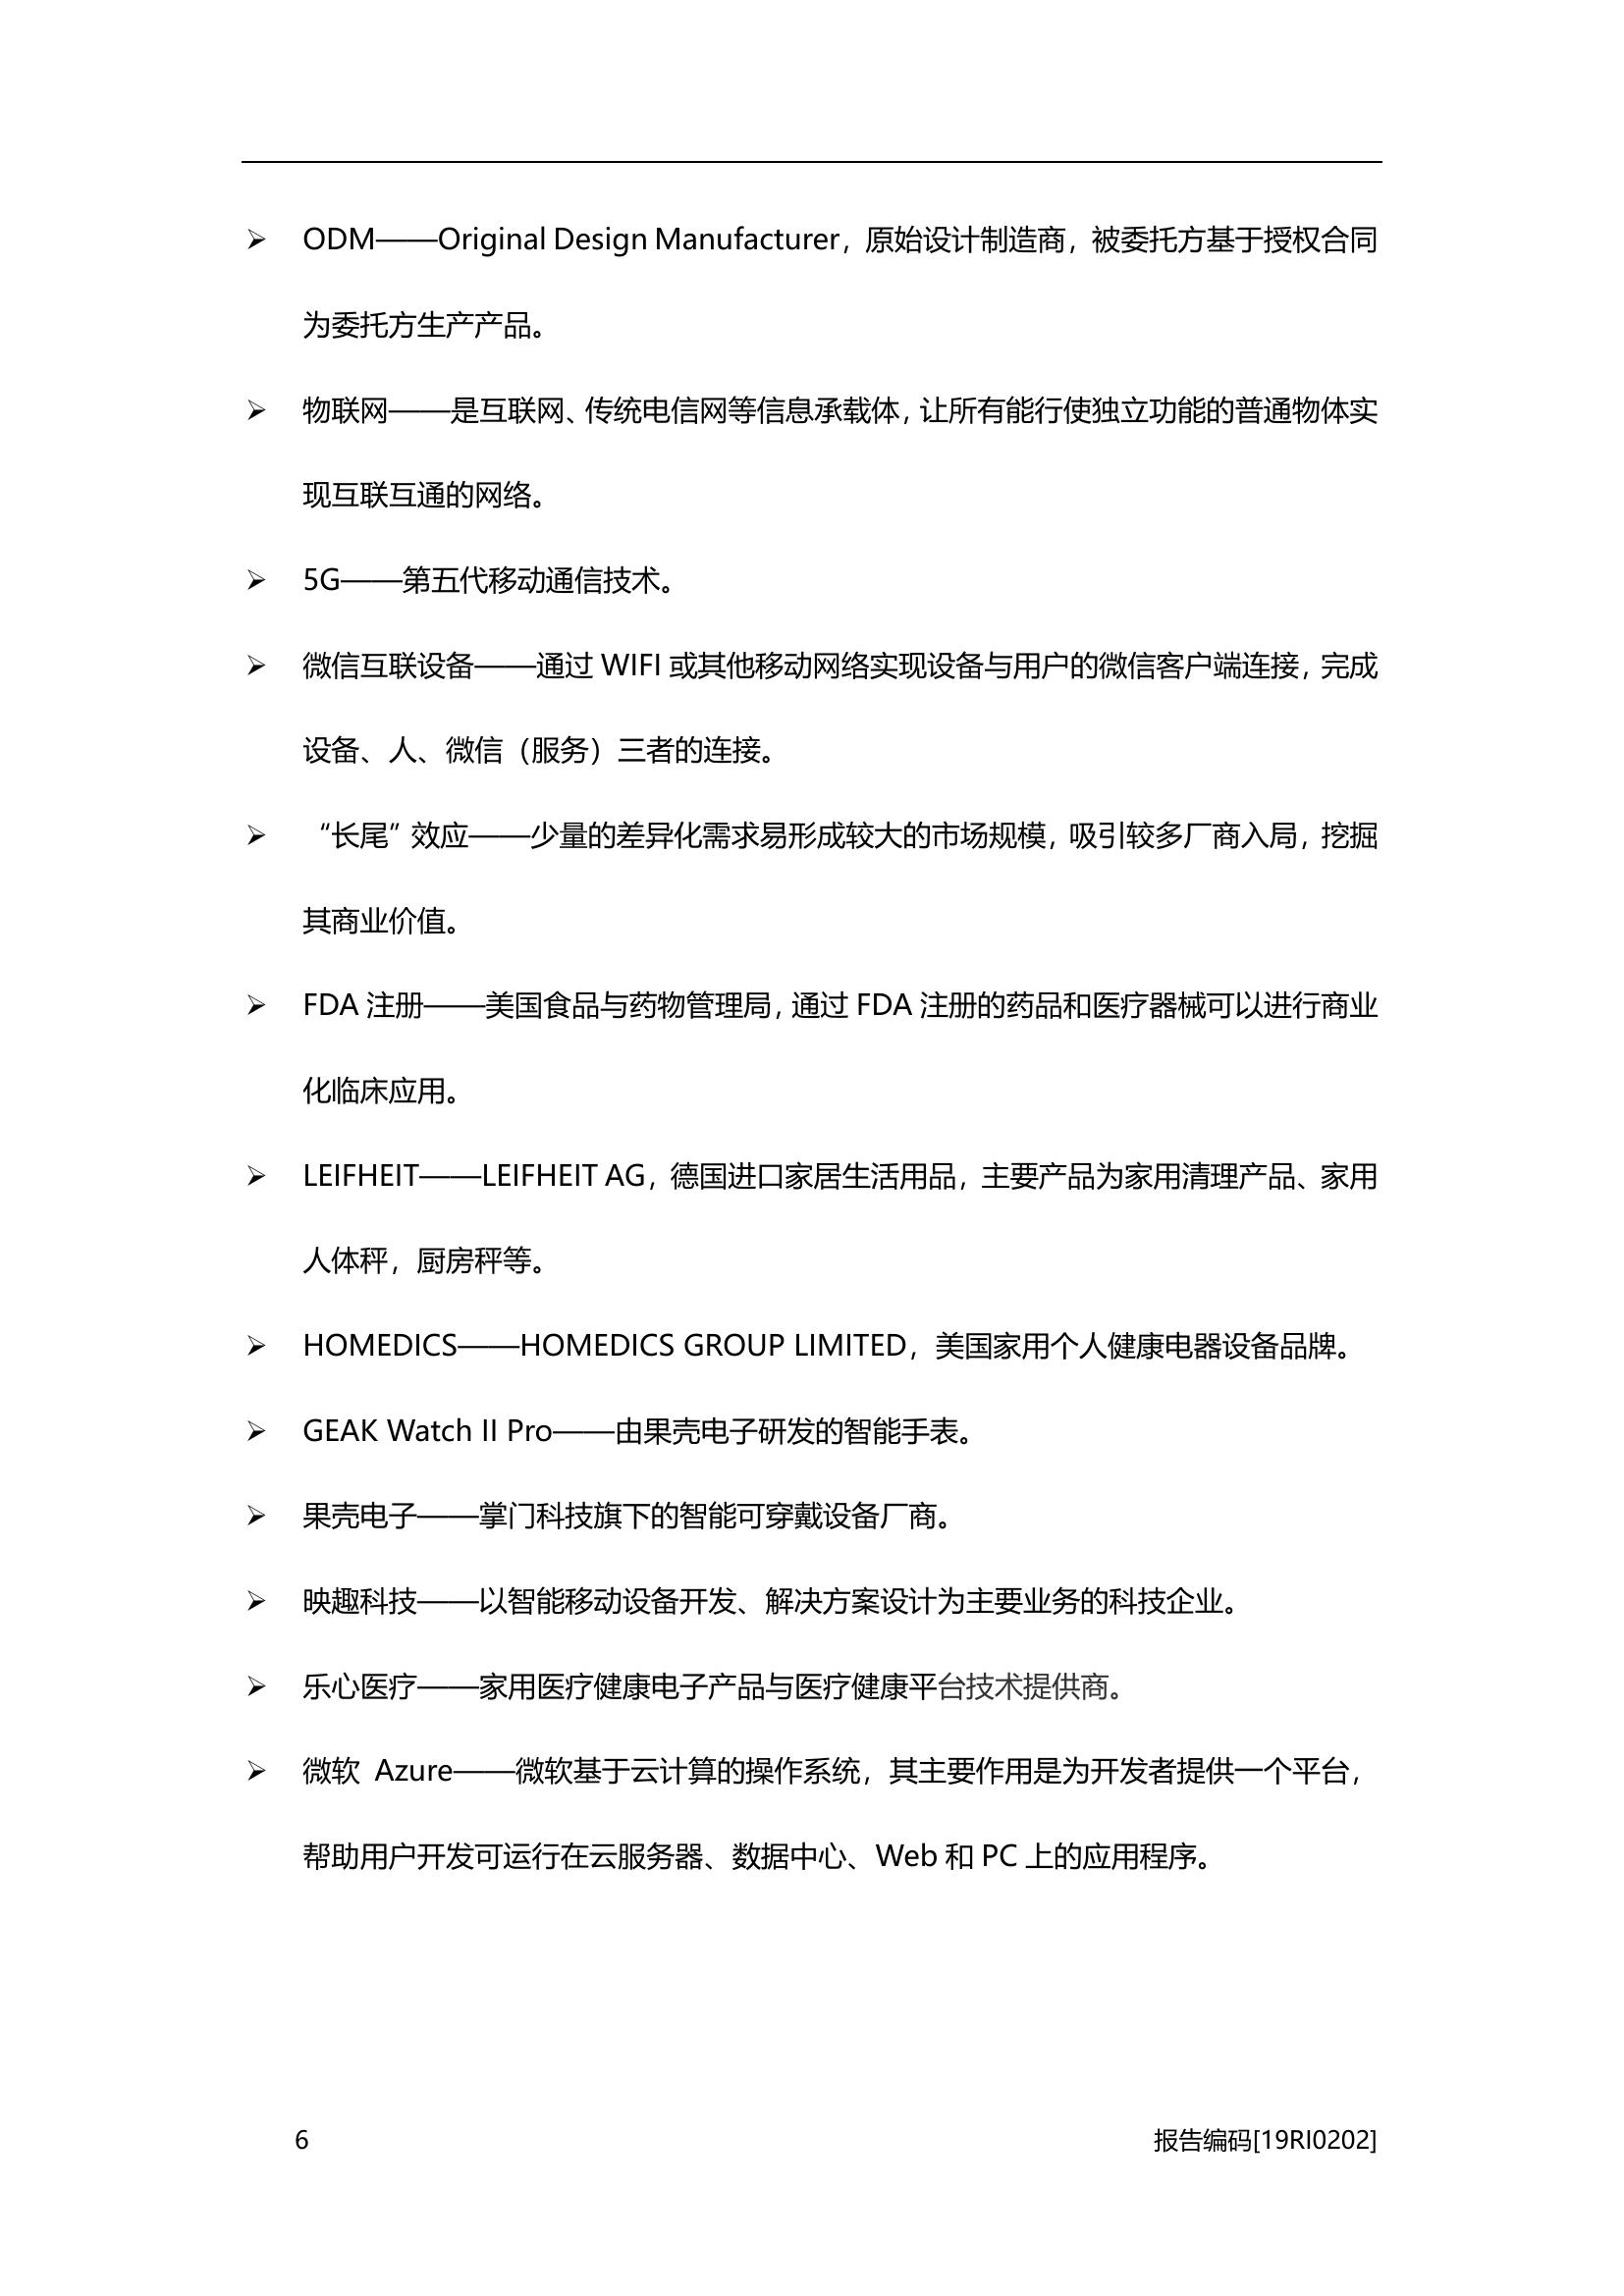 ➢ ODM——Original Design Manufacturer，原始设计制造商，被委托方基于授权合同
为委托方生产产品。
➢ 物联网——是互联网、传统电信网等信息承载体，让所有能行使独立功能的普通物体实
现互联互通的网络。
➢ 5G——第五代移动通信技术。
➢ 微信互联设备——通过 WIFI 或其他移动网络实现设备与用户的微信客户端连接，完成
设备、人、微信（服务）三者的连接。
➢ “长尾”效应——少量的差异化需求易形成较大的市场规模，吸引较多厂商入局，挖掘
其商业价值。
➢ FDA 注册——美国食品与药物管理局，通过 FDA 注册的药品和医疗器械可以进行商业
化临床应用。
➢ LEIFHEIT——LEIFHEIT AG，德国进口家居生活用品，主要产品为家用清理产品、家用
人体秤，厨房秤等。
➢ HOMEDICS——HOMEDICS GROUP LIMITED，美国家用个人健康电器设备品牌。
➢ GEAK Watch II Pro——由果壳电子研发的智能手表。
➢ 果壳电子——掌门科技旗下的智能可穿戴设备厂商。
➢ 映趣科技——以智能移动设备开发、解决方案设计为主要业务的科技企业。
➢ 乐心医疗——家用医疗健康电子产品与医疗健康平台技术提供商。
➢ 微软 Azure——微软基于云计算的操作系统，其主要作用是为开发者提供一个平台，
帮助用户开发可运行在云服务器、数据中心、Web 和 PC 上的应用程序。
6 报告编码[19RI0202]